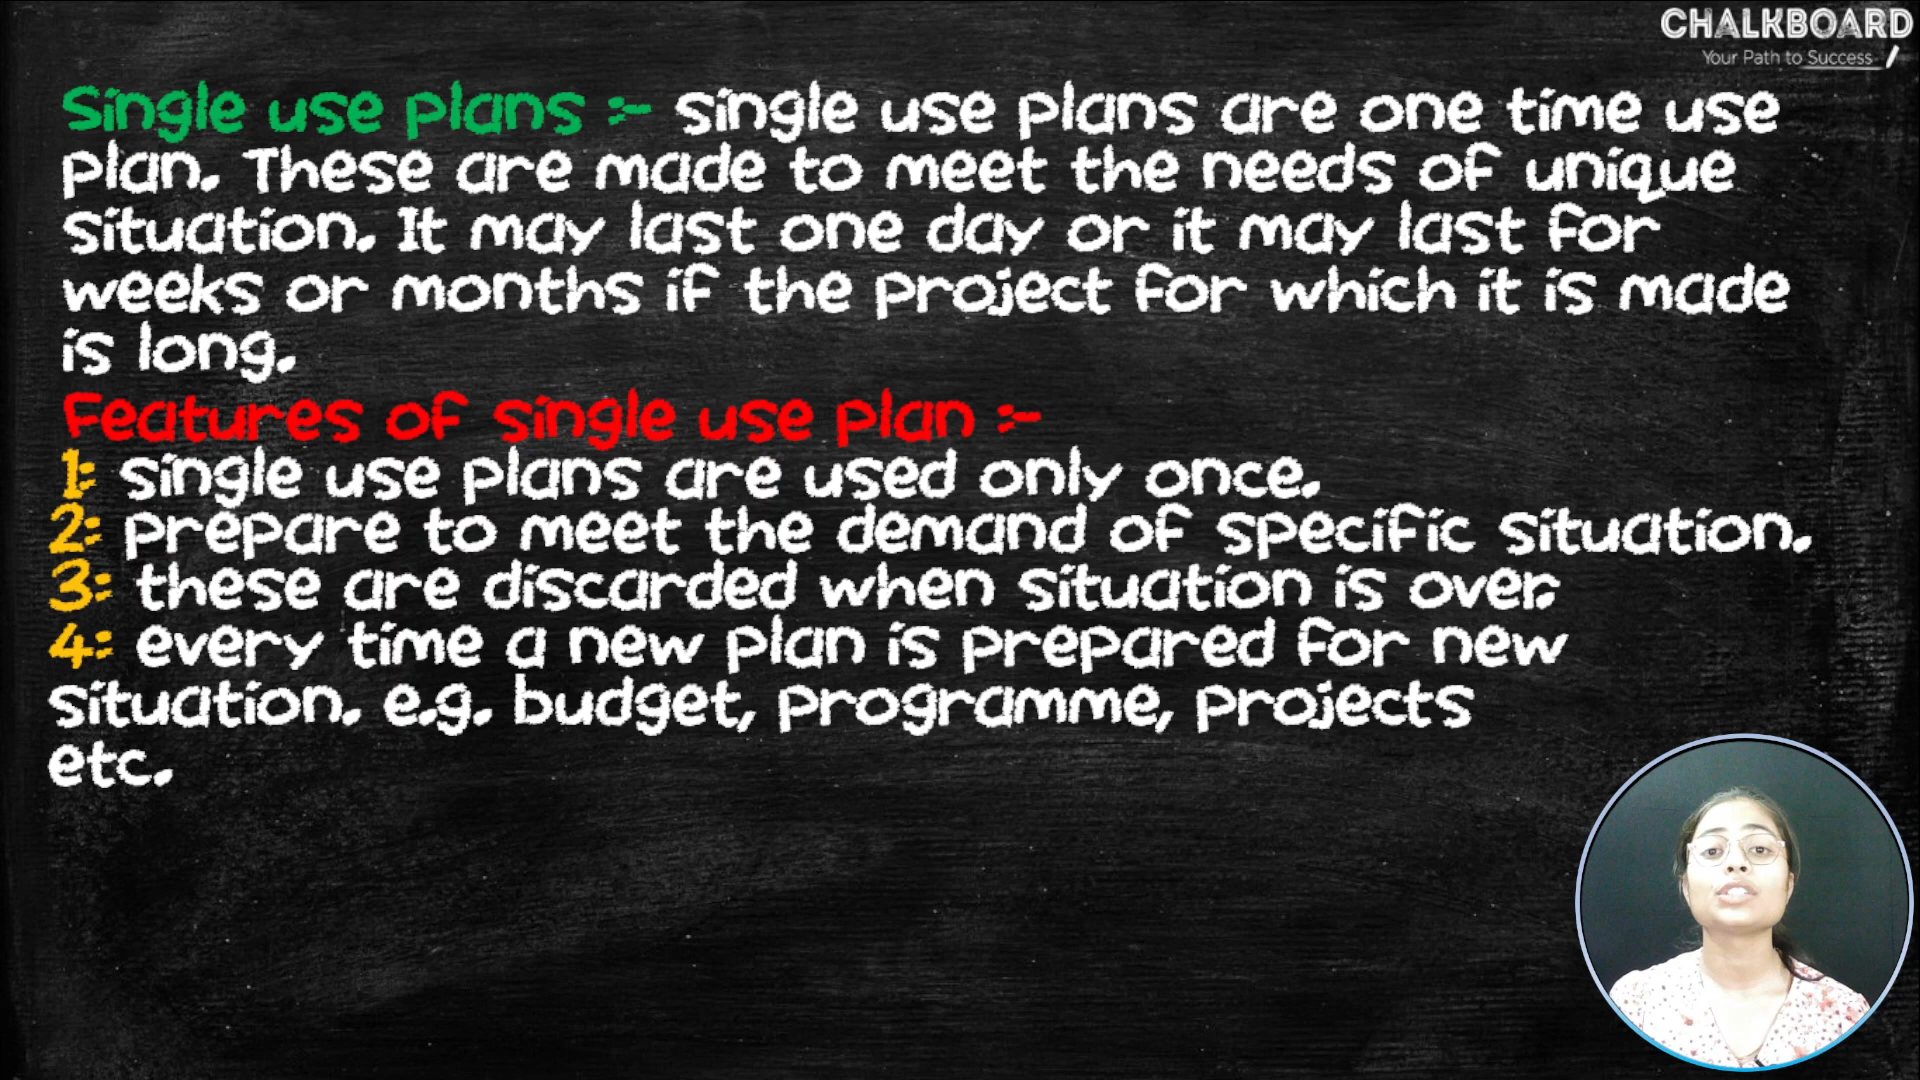 CHALKBOARD
Your Path to Success
Single use plans :- single use plans are one time use
plan. These are made to meet the needs of unique
situation. It may last one day or it may last for
weeks or months if the project for which it is made
is long.
Features of single use plan :-
1: single use plans are used only once.
2: prepare to meet the demand of specific situation.
3: these are discarded when situation is over.
4: every time a new plan is prepared for new
situation. e.g. budget, programme, projects
etc.